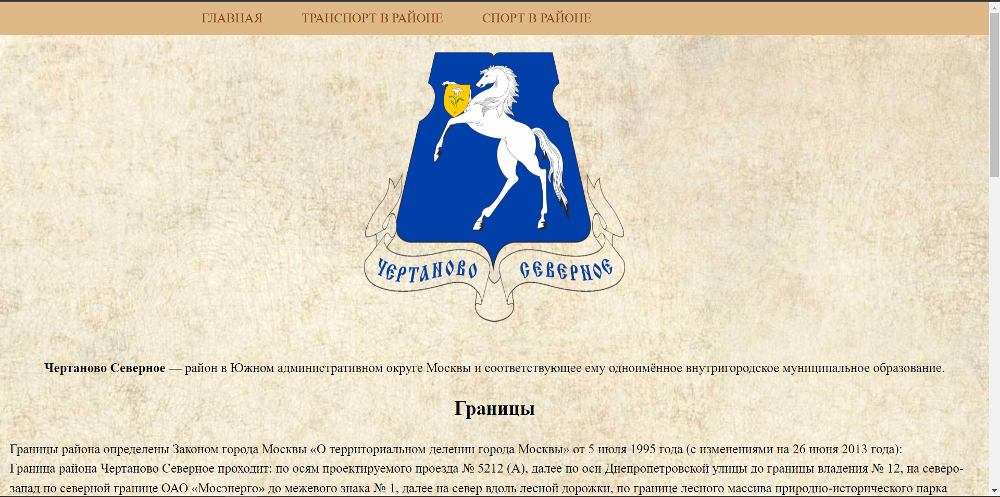 ГЛАВНАЯ ТРАНСПОРТ В РАЙОНЕ СПОРТ В РАЙОНЕ
ЧЕРТАНОВО СЕВЕРНОЕ
Чертаново Северное — район в Южном административном округе Москвы и соответствующее ему одноимённое внутригородское муниципальное образование.
Границы
Границы района определены Законом города Москвы «О территориальном делении города Москвы» от 5 июля 1995 года (с изменениями на 26 июня 2013 года):
Граница района Чертаново Северное проходит: по осям проектируемого проезда № 5212 (А), далее по оси Днепропетровской улицы до границы владения № 12, на северо-
запад по северной границе ОАО «Мосэнерго» до межевого знака № 1, далее на север вдоль лесной дорожки, по границе лесного массива природно-исторического парка